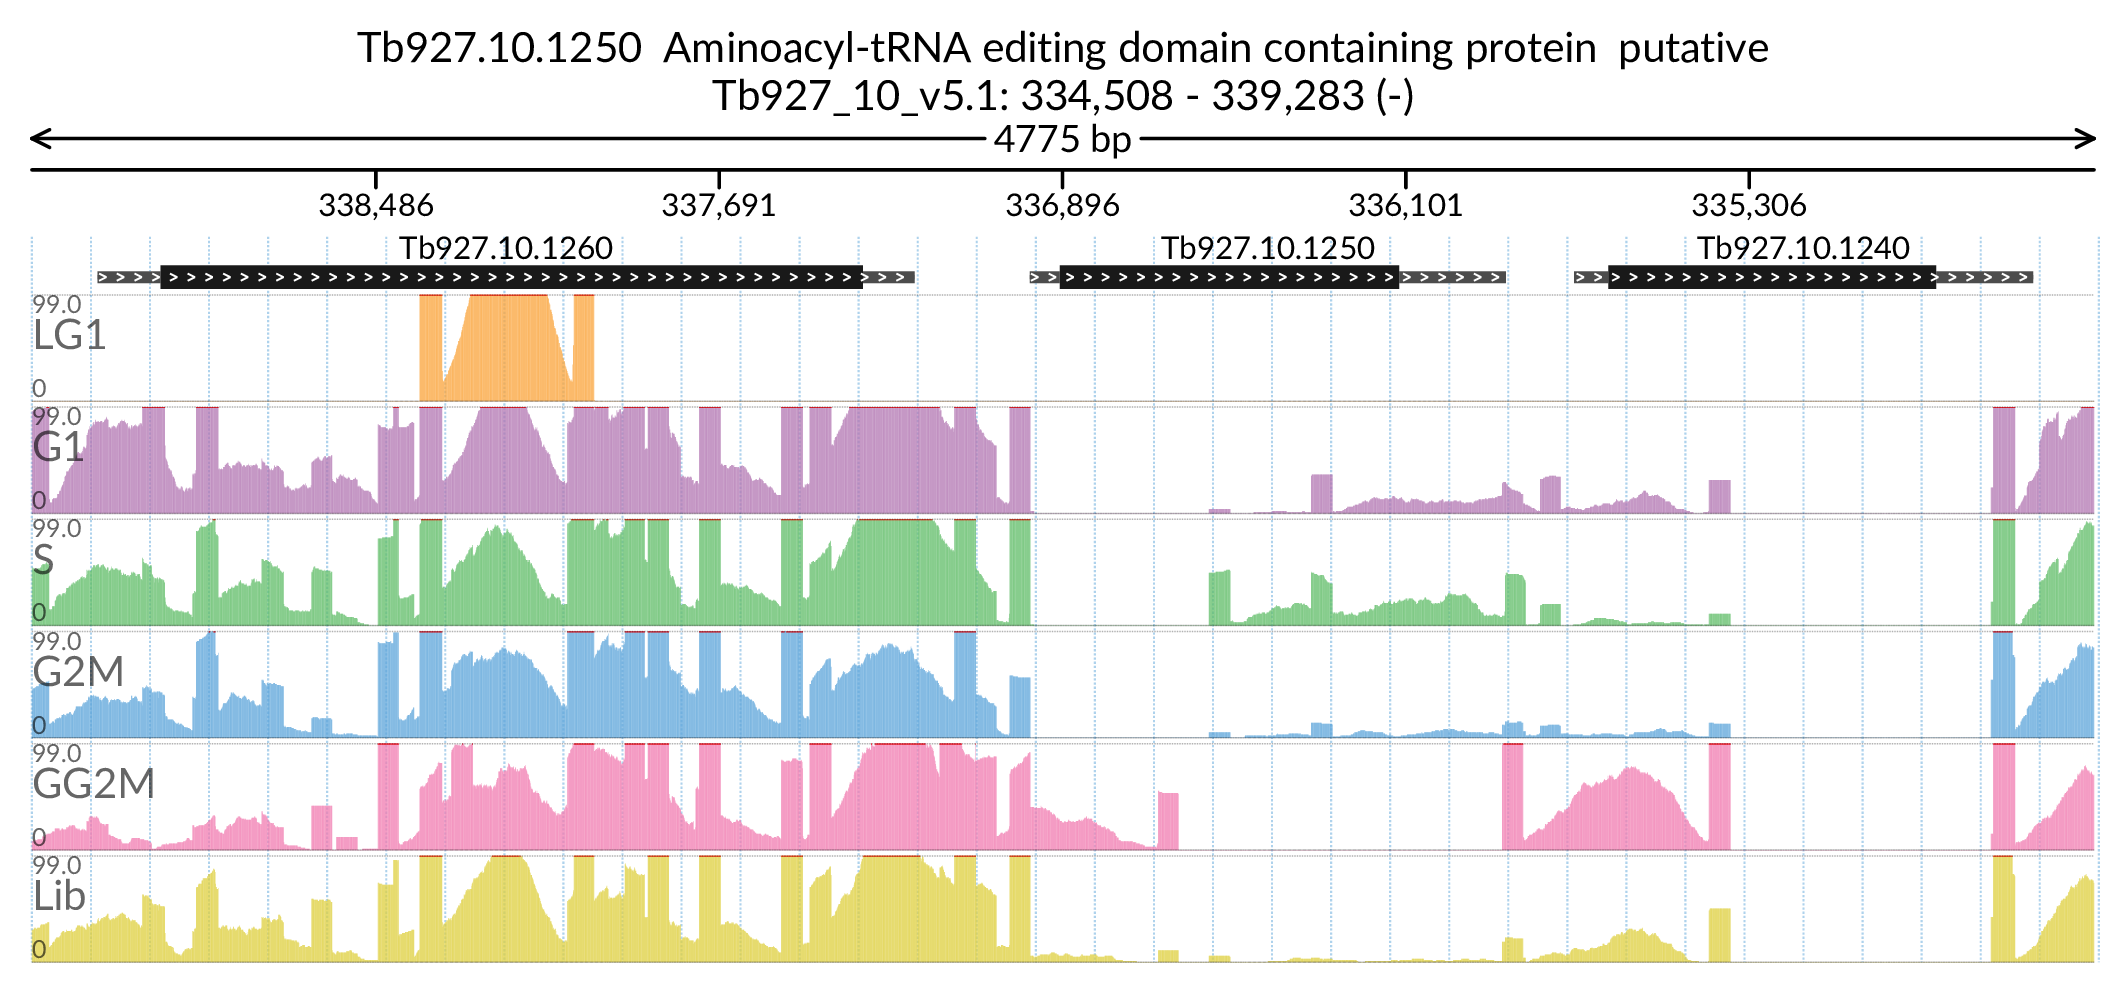 Tb927.10.1250  Aminoacyl-tRNA editing domain containing protein  putative
Tb927_10_v5.1: 334,508 - 339,283 (-)
4775 bp
338,486 337,691 336,896 336,101 335,306
Tb927.10.1260 Tb927.10.1250 Tb927.10.1240
99.0
LG1
0
99.0
G1
0
99.0
S
0
99.0
G2M
0
99.0
GG2M
0
99.0
Lib
0